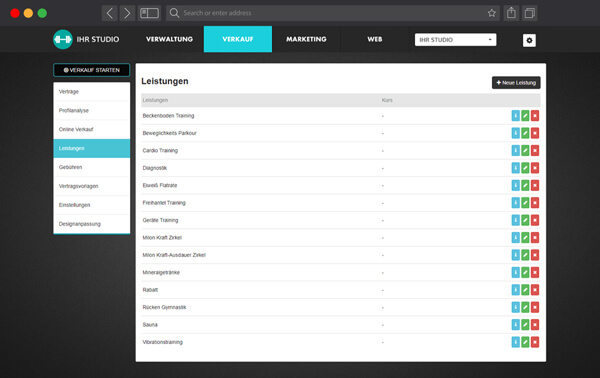 Search or enter address
IHR STUDIO
VERWALTUNG
VERKAUF
MARKETING
WEB
IHR STUDIO
VERKAUF STARTEN
Verträge
Profilanalyse
Online Verkauf
Leistungen
Gebühren
Vertragsvorlagen
Einstellungen
Designanpassung
Leistungen
+ Neue Leistung
Leistungen Kurs
Beckenboden Training -
Beweglichkeits Parkour -
Cardio Training -
Diagnostik -
Eiweiß Flatrate -
Freihantel Training -
Geräte Training -
Milon Kraft Zirkel -
Milon Kraft-Ausdauer Zirkel -
Mineralgetränke -
Rabatt -
Rücken Gymnastik -
Sauna -
Vibrationstraining -